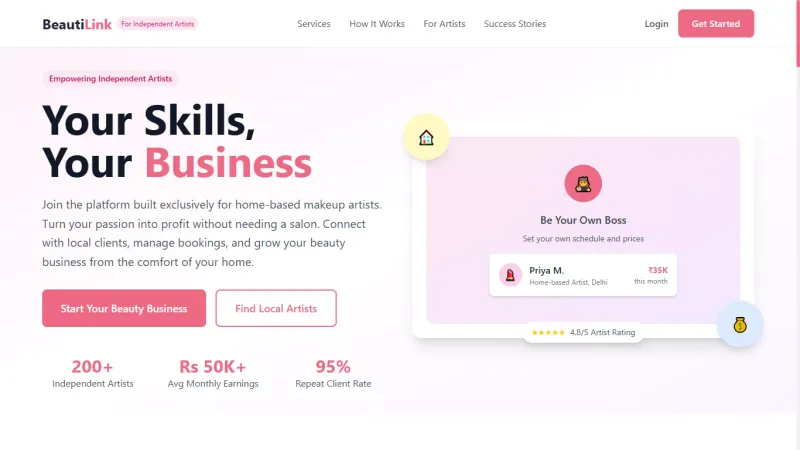 BeautiLink For Independent Artists
Services How It Works For Artists Success Stories
Login Get Started
Empowering Independent Artists
Your Skills,
Your Business
Join the platform built exclusively for home-based makeup artists.
Turn your passion into profit without needing a salon. Connect
with local clients, manage bookings, and grow your beauty
business from the comfort of your home.
Start Your Beauty Business Find Local Artists
200+ Rs 50K+ 95%
Independent Artists Avg Monthly Earnings Repeat Client Rate
Be Your Own Boss
Set your own schedule and prices
Priya M. ₹35K
Home-based Artist, Delhi this month
★★★★★ 4.8/5 Artist Rating